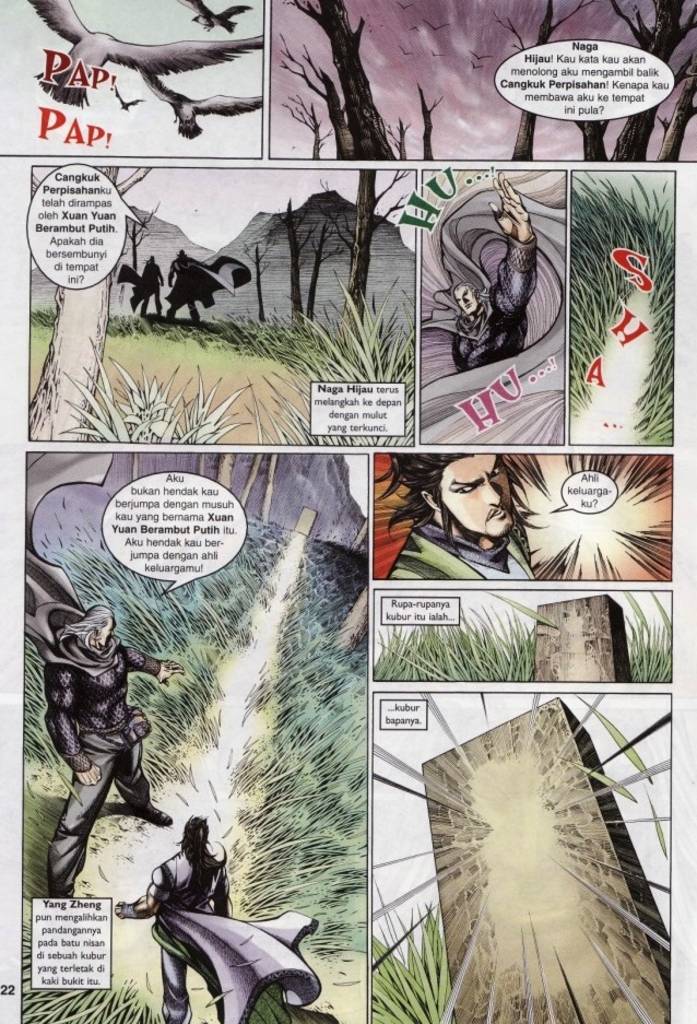 PAP!
PAP!
Naga
Hijau! Kau kata kau akan
menolong aku mengambil balik
Cangkuk Perpisahan! Kenapa kau
membawa aku ke tempat
ini pula?
Cangkuk
Perpisahanku
telah dirampas
oleh Xuan Yuan
Berambut Putih.
Apakah dia
bersembunyi
di tempat
ini?
Naga Hijau terus
melangkah ke depan
dengan mulut
yang terkunci.
HU...!
HU...!
SYA...
Aku
bukan hendak kau
berjumpa dengan musuh
kau yang bernama Xuan
Yuan Berambut Putih itu.
Aku hendak kau ber-
jumpa dengan ahli
keluargamu!
Yang Zheng
pun mengalihkan
pandangannya
pada batu nisan
di sebuah kubur
yang terletak di
kaki bukit itu.
Ahli
keluarga-
ku?
Rupa-rupanya
kubur itu ialah...
...kubur
bapanya.
22